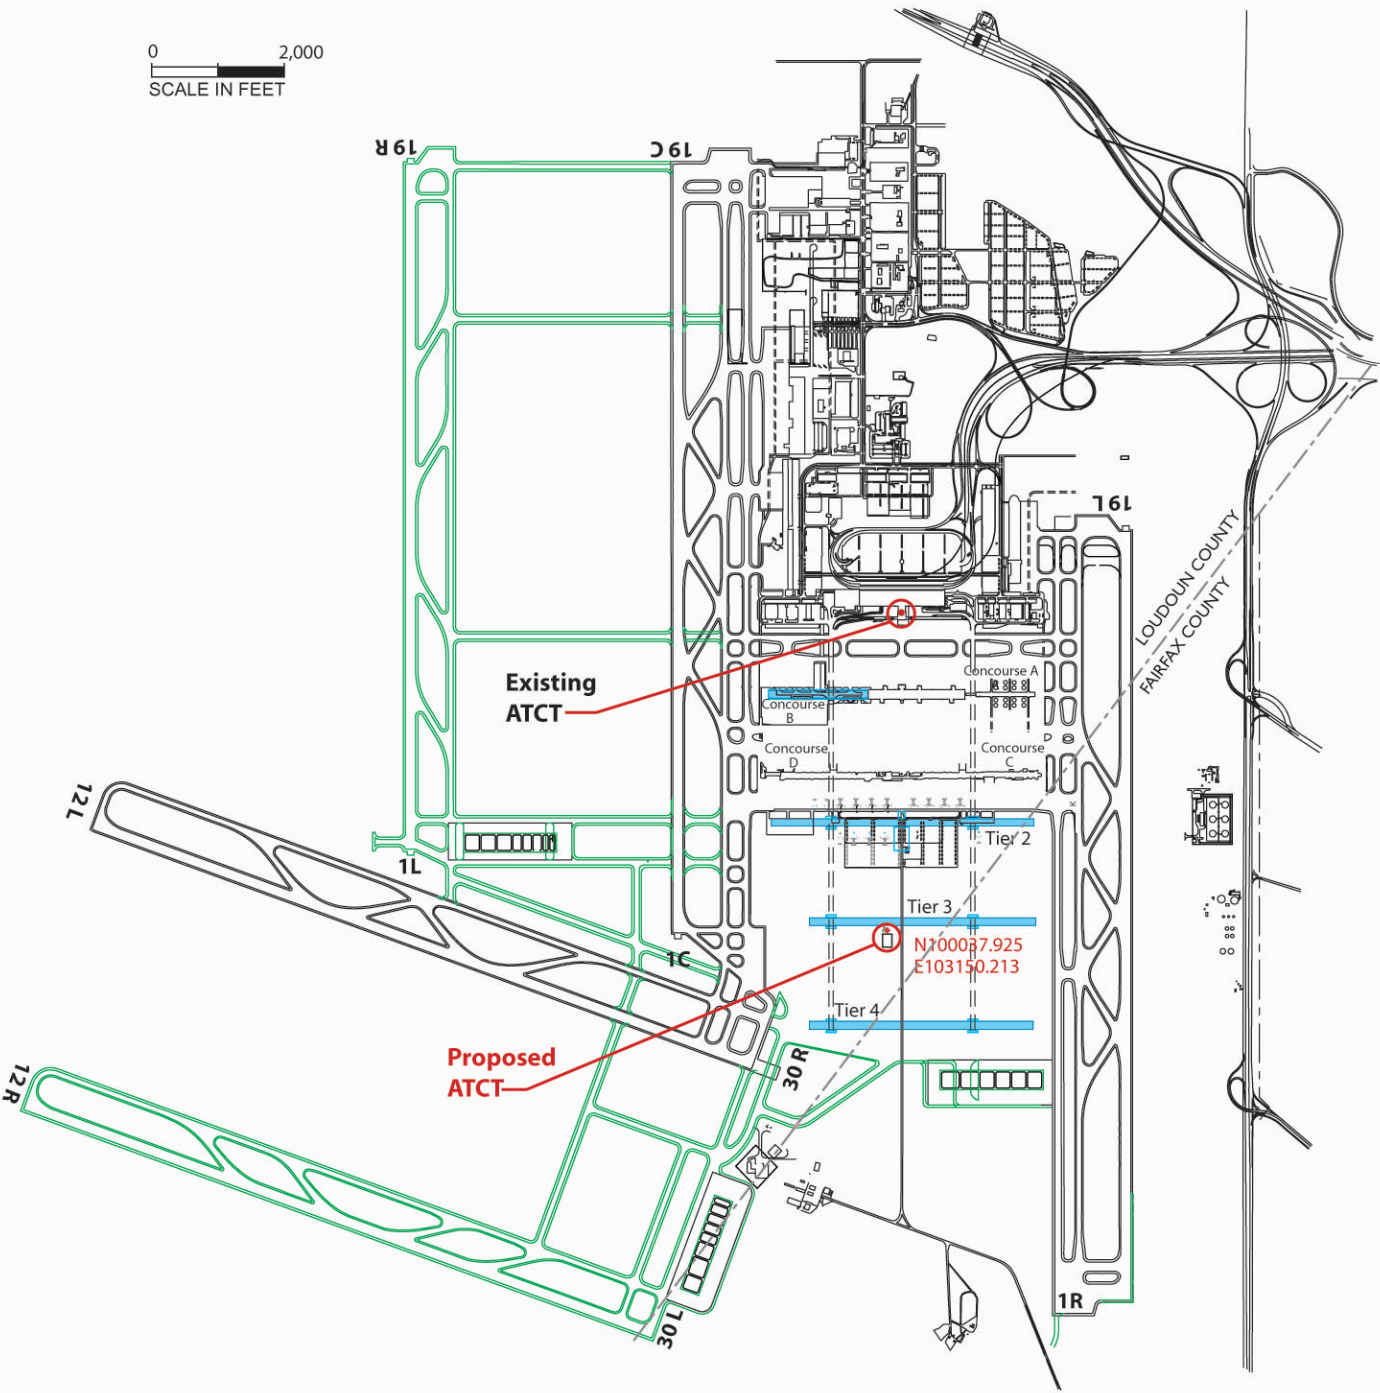 0 2,000
SCALE IN FEET
19R
19C
19L
LOUDOUN COUNTY
FAIRFAX COUNTY
Existing
ATCT
Concourse A
Concourse
B
Concourse
D
Concourse
C
12L
K
Tier 2
1L
Tier 3
N100037.925
E103150.213
1C
Tier 4
Proposed
ATCT
30R
12R
1R
30L